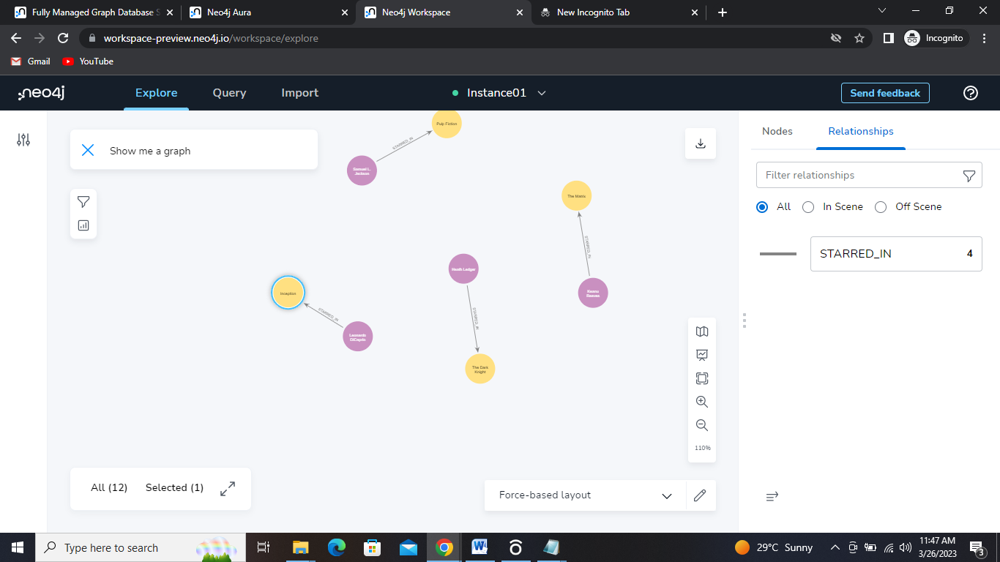 Fully Managed Graph Database S
Neo4j Aura
Neo4j Workspace
New Incognito Tab
workspace-preview.neo4j.io/workspace/explore
Incognito
Gmail
YouTube
neo4j
Explore
Query
Import
Instance01
Send feedback
Show me a graph
Pulp Fiction
STARRED_IN
Samuel L.
Jackson
The Matrix
STARRED_IN
Keanu
Reeves
Heath Ledger
STARRED_IN
The Dark
Knight
Inception
STARRED_IN
Leonardo
DiCaprio
Nodes
Relationships
Filter relationships
All
In Scene
Off Scene
STARRED_IN 4
110%
All (12)
Selected (1)
Force-based layout
Type here to search
29°C Sunny
11:47 AM
3/26/2023
3